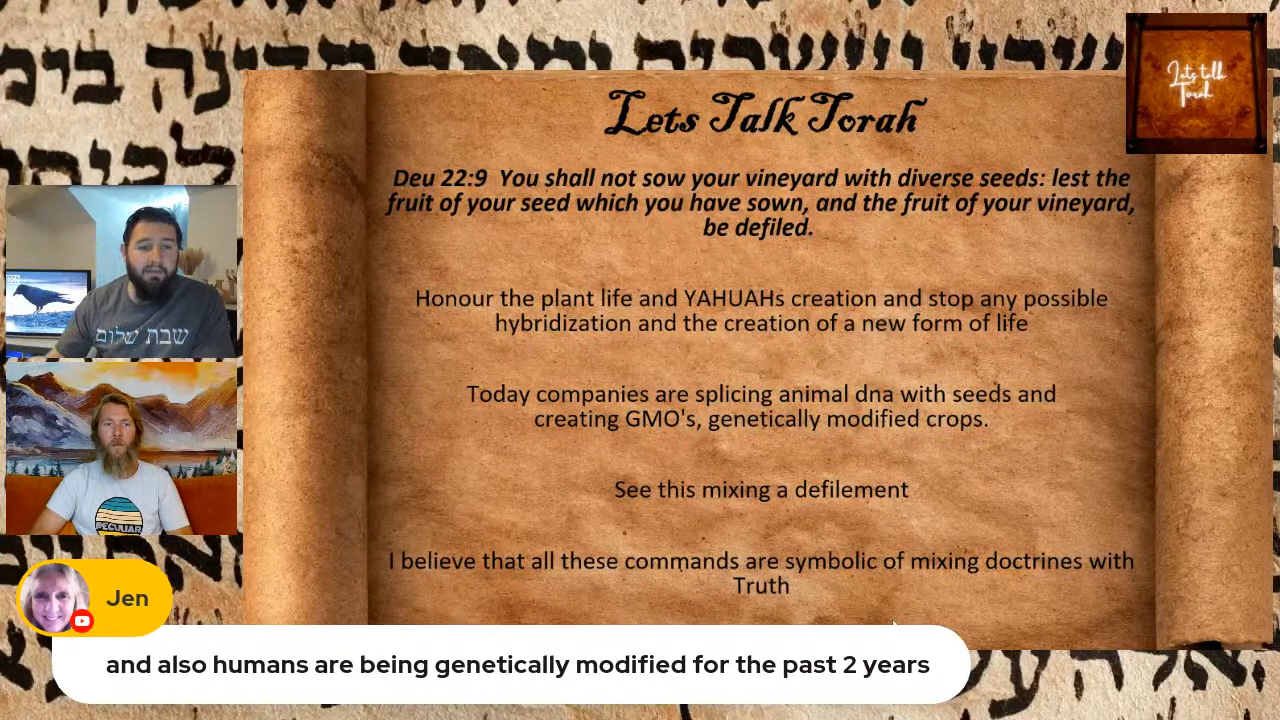 Lets Talk Torah
Lets talk
Torah
Deu 22:9 You shall not sow your vineyard with diverse seeds: lest the
fruit of your seed which you have sown, and the fruit of your vineyard,
be defiled.
Honour the plant life and YAHUAHs creation and stop any possible
hybridization and the creation of a new form of life
Today companies are splicing animal dna with seeds and
creating GMO's, genetically modified crops.
See this mixing a defilement
I believe that all these commands are symbolic of mixing doctrines with
Truth
שבת שלום
PECULIAR
Jen
and also humans are being genetically modified for the past 2 years